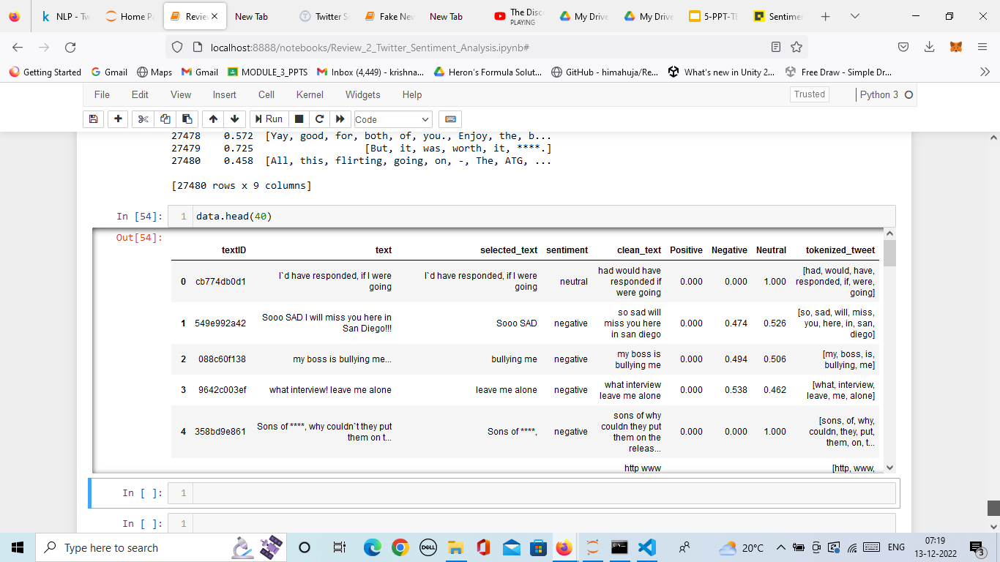 NLP - Tw
Home Pa
Review
New Tab
Twitter S
Fake New
New Tab
The Disc
PLAYING
My Drive
My Drive
5-PPT-TE
Sentimen
localhost:8888/notebooks/Review_2_Twitter_Sentiment_Analysis.ipynb#
Getting Started
Gmail
Maps
Gmail
MODULE_3_PPTS
Inbox (4,449) - krishna...
Heron's Formula Solut...
GitHub - himahuja/Re...
What's new in Unity 2...
Free Draw - Simple Dr...
File Edit View Insert Cell Kernel Widgets Help
Trusted
Python 3
Run
Code
27478 0.572 [Yay, good, for, both, of, you., Enjoy, the, b...
27479 0.725 [But, it, was, worth, it, ****.]
27480 0.458 [All, this, flirting, going, on, -, The, ATG, ...
[27480 rows x 9 columns]
In [54]: 1 data.head(40)
Out[54]:
textID text selected_text sentiment clean_text Positive Negative Neutral tokenized_tweet
0 cb774db0d1
I`d have responded, if I were
going
I`d have responded, if I were
going
neutral
had would have
responded if
were going
0.000 0.000 1.000
[had, would, have,
responded, if, were,
going]
1 549e992a42
Sooo SAD I will miss you here in
San Diego!!!
Sooo SAD
negative
so sad will
miss you here
in san diego
0.000 0.474 0.526
[so, sad, will, miss,
you, here, in, san,
diego]
2 088c60f138
my boss is bullying me...
bullying me
negative
my boss is
bullying me
0.000 0.494 0.506
[my, boss, is,
bullying, me]
3 9642c003ef
what interview! leave me alone
leave me alone
negative
what interview
leave me alone
0.000 0.538 0.462
[what, interview,
leave, me, alone]
4 358bd9e861
Sons of ****, why couldn`t they put
them on t...
Sons of ****,
negative
sons of why
couldn they put
them on the
releas...
0.000 0.000 1.000
[sons, of, why,
couldn, they, put,
them, on, t...
http www
[http, www,
In [ ]: 1
In [ ]: 1
Type here to search
DELL
20°C
ENG
07:19
13-12-2022
3